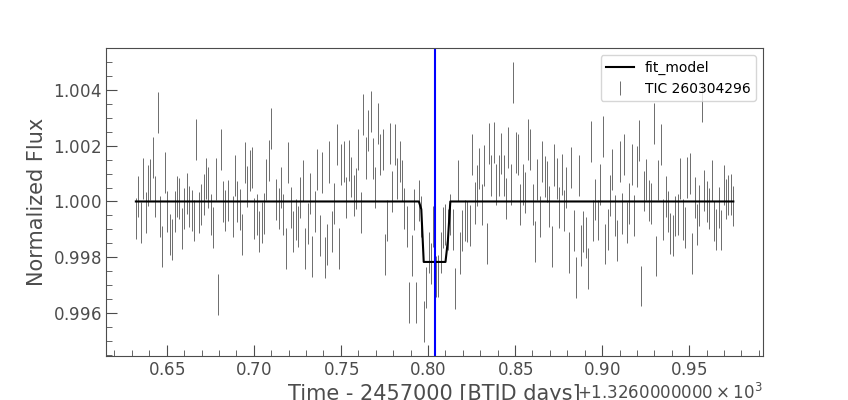 fit_model
TIC 260304296
Normalized Flux
1.004
1.002
1.000
0.998
0.996
0.65
0.70
0.75
0.80
0.85
0.90
0.95
Time - 2457000 [BTJD days]
+1.3260000000 × 10³